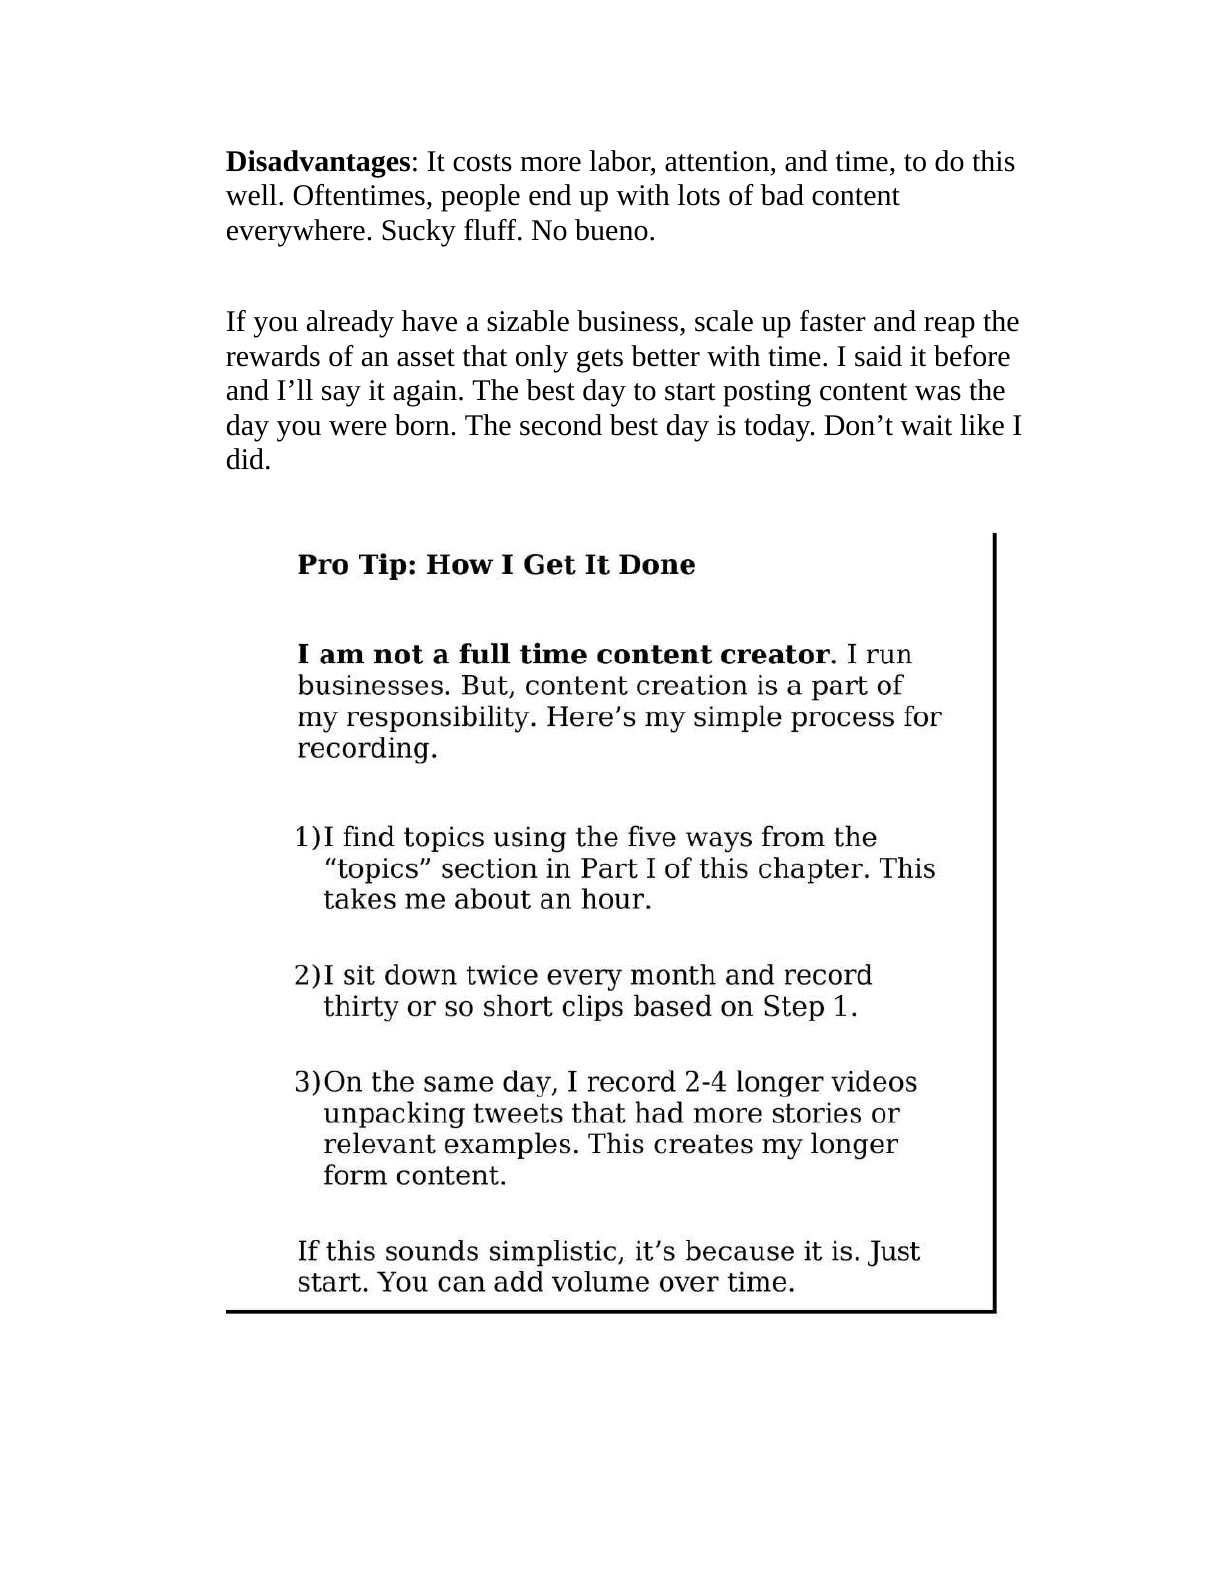 Disadvantages: It costs more labor, attention, and time, to do this
well. Oftentimes, people end up with lots of bad content
everywhere. Sucky fluff. No bueno.
If you already have a sizable business, scale up faster and reap the
rewards of an asset that only gets better with time. I said it before
and I’ll say it again. The best day to start posting content was the
day you were born. The second best day is today. Don’t wait like I
did.
Pro Tip: How I Get It Done
I am not a full time content creator. I run
businesses. But, content creation is a part of
my responsibility. Here’s my simple process for
recording.
1)I find topics using the five ways from the
“topics” section in Part I of this chapter. This
takes me about an hour.
2)I sit down twice every month and record
thirty or so short clips based on Step 1.
3)On the same day, I record 2-4 longer videos
unpacking tweets that had more stories or
relevant examples. This creates my longer
form content.
If this sounds simplistic, it’s because it is. Just
start. You can add volume over time.